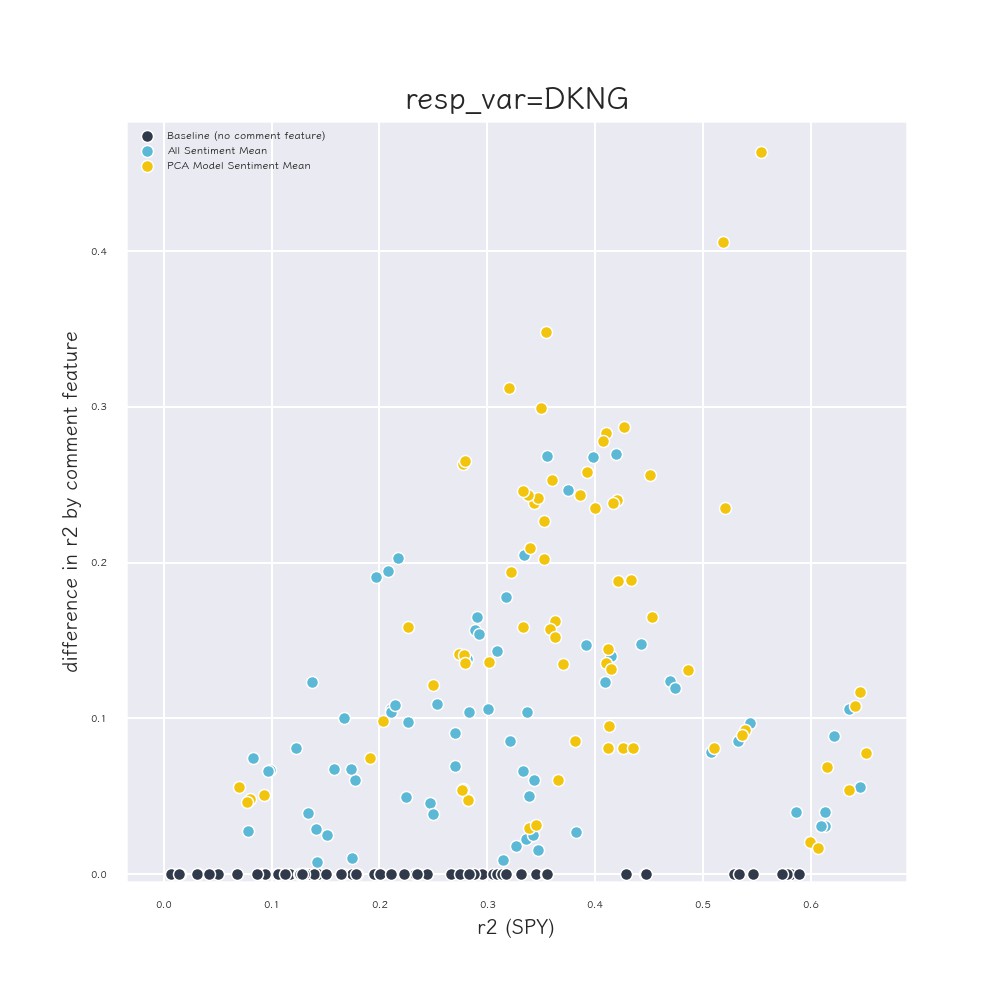 resp_var=DKNG
Baseline (no comment feature)
All Sentiment Mean
PCA Model Sentiment Mean
difference in r2 by comment feature
0.4
0.3
0.2
0.1
0.0
0.0 0.1 0.2 0.3 0.4 0.5 0.6
r2 (SPY)